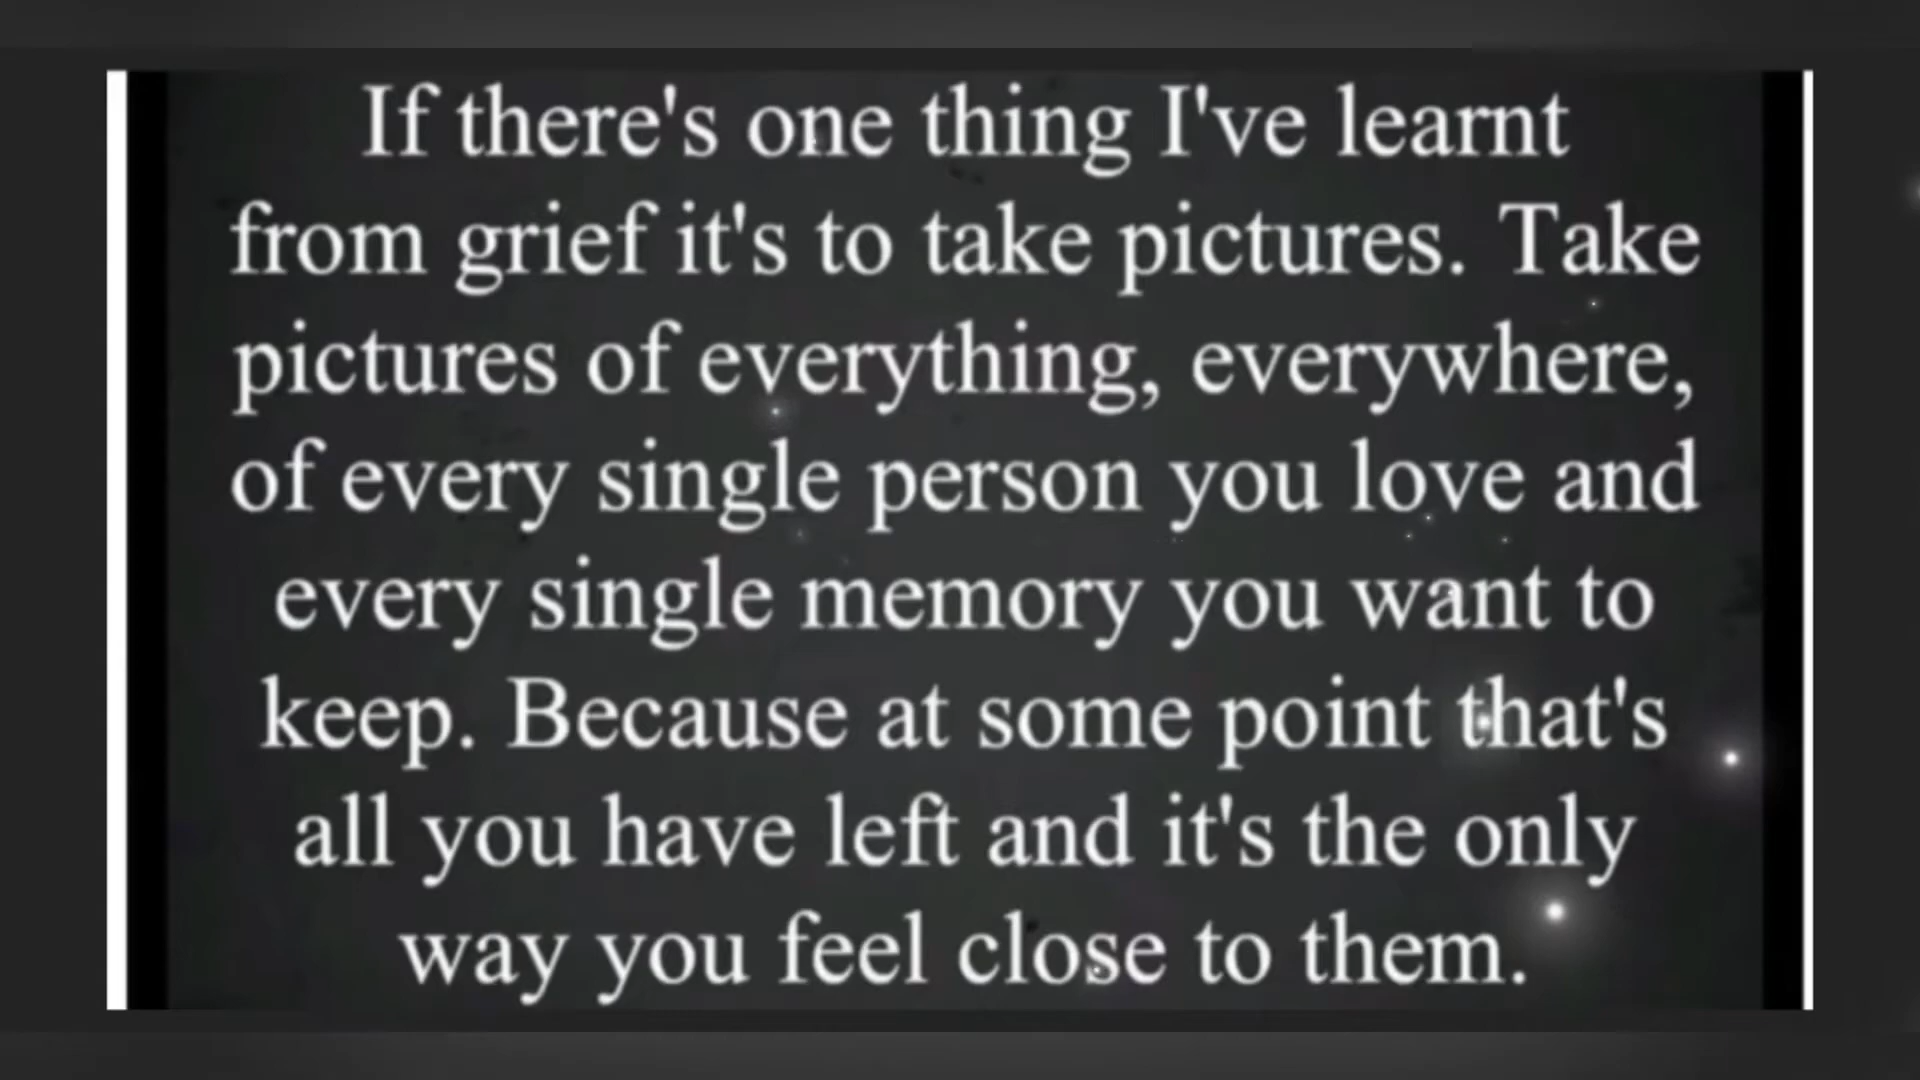 If there's one thing I've learnt
from grief it's to take pictures. Take
pictures of everything, everywhere,
of every single person you love and
every single memory you want to
keep. Because at some point that's
all you have left and it's the only
way you feel close to them.